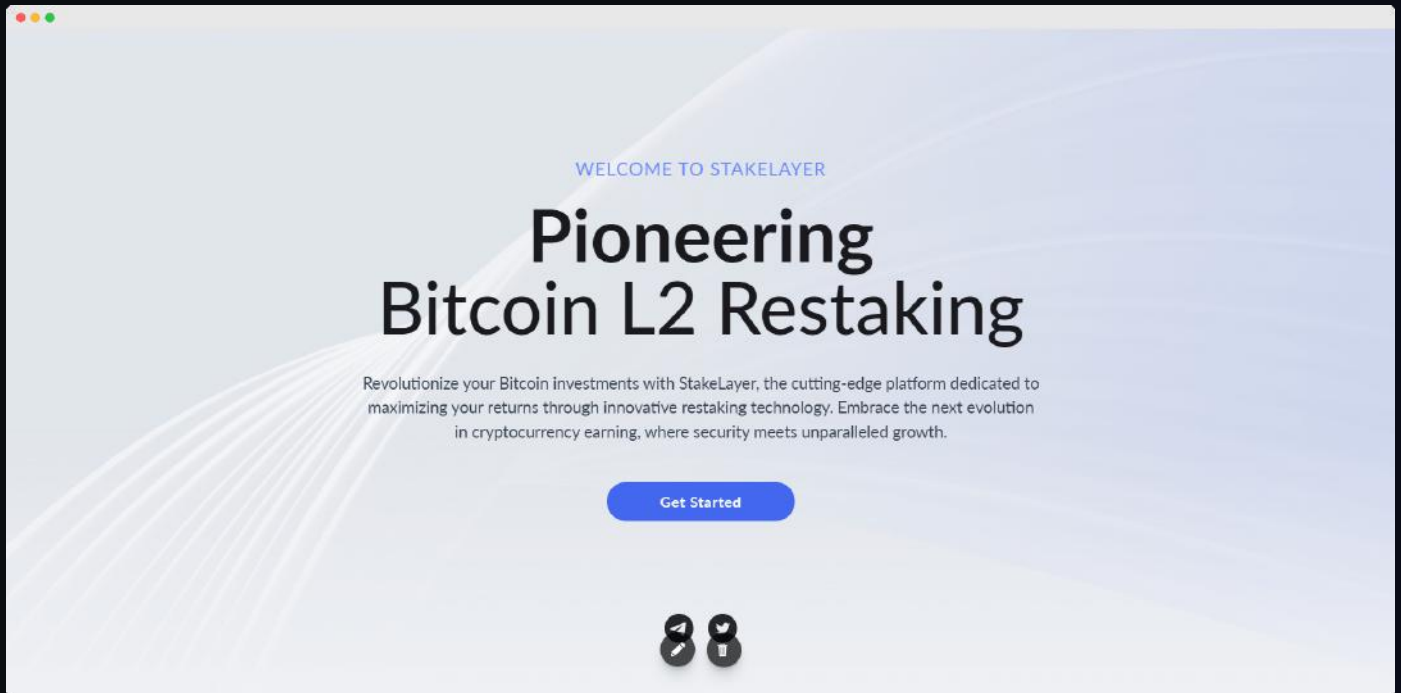 WELCOME TO STAKELAYER
Pioneering
Bitcoin L2 Restaking
Revolutionize your Bitcoin investments with StakeLayer, the cutting-edge platform dedicated to
maximizing your returns through innovative restaking technology. Embrace the next evolution
in cryptocurrency earning, where security meets unparalleled growth.
Get Started